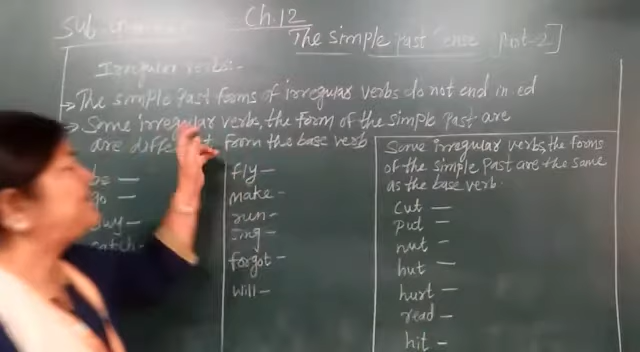 Sub
Ch.12
The simple Past Tense Part-2]
Irregular verbs:-
→ The simple past forms of irregular verbs do not end in ed
→ Some irregular verbs, the form of the simple past are
are different from the base verb
be —
go —
buy —
catch -
fly —
make -
run -
sing -
forgot -
will -
Some irregular verbs, the forms
of the simple Past are the same
as the base verb.
cut —
put —
hut —
hurt —
read —
hit —